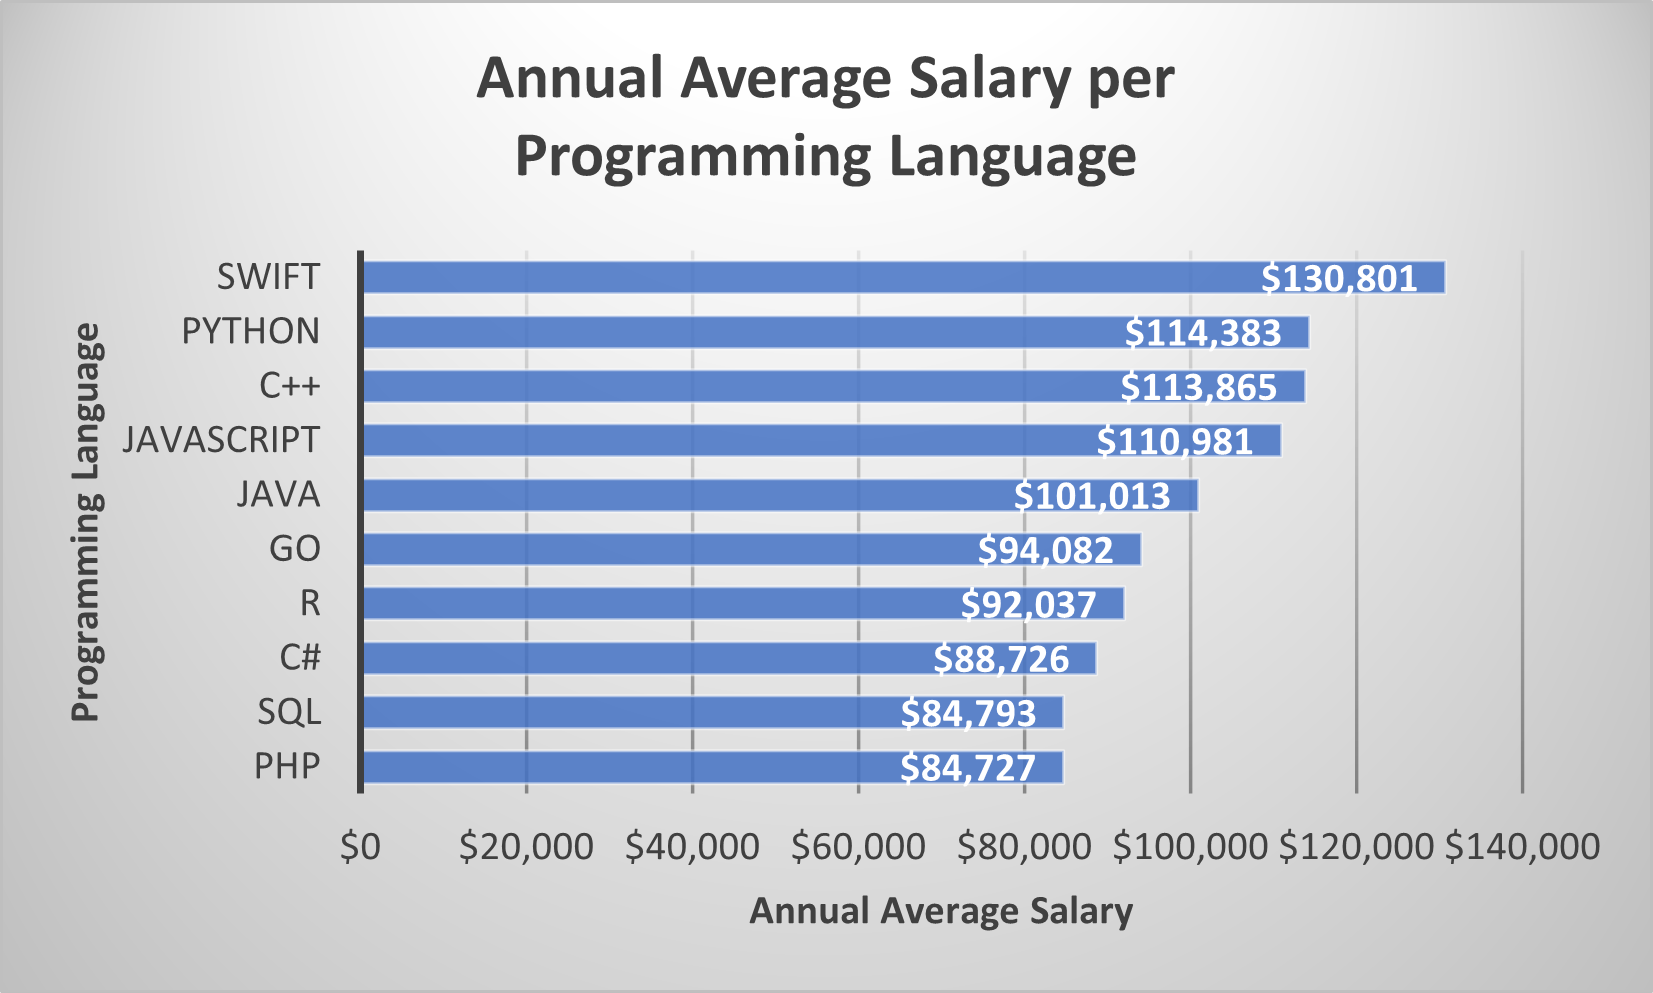 Annual Average Salary per
Programming Language
Programming Language
SWIFT $130,801
PYTHON $114,383
C++ $113,865
JAVASCRIPT $110,981
JAVA $101,013
GO $94,082
R $92,037
C# $88,726
SQL $84,793
PHP $84,727
$0 $20,000 $40,000 $60,000 $80,000 $100,000 $120,000 $140,000
Annual Average Salary